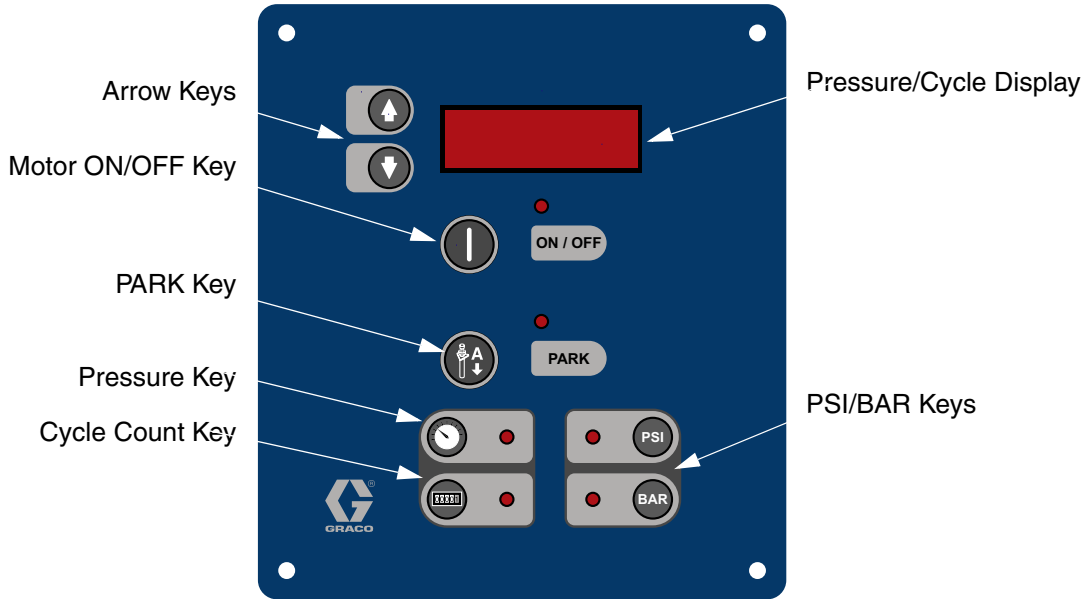 Arrow Keys
Pressure/Cycle Display
Motor ON/OFF Key
ON / OFF
PARK Key
A
PARK
Pressure Key
PSI/BAR Keys
PSI
Cycle Count Key
BAR
G
®
GRACO